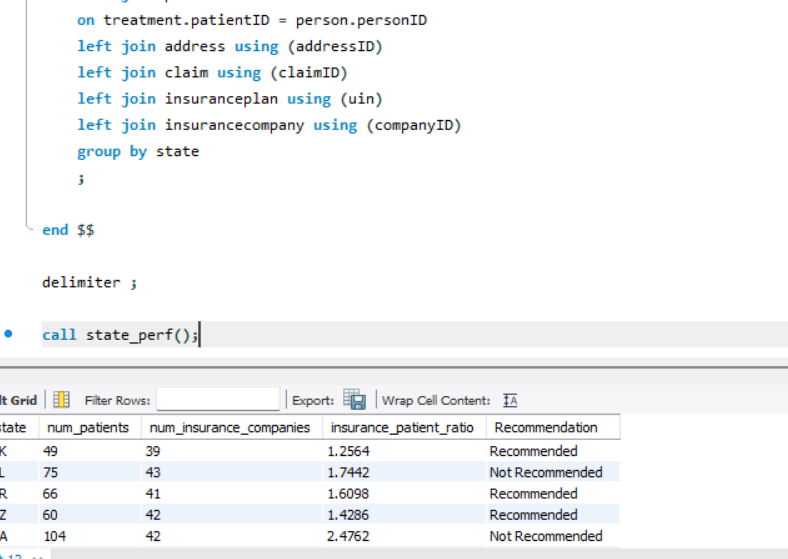 on treatment.patientID = person.personID
left join address using (addressID)
left join claim using (claimID)
left join insuranceplan using (uin)
left join insurancecompany using (companyID)
group by state
;
end $$
delimiter ;
call state_perf();
lt Grid Filter Rows: Export: Wrap Cell Content:
state num_patients num_insurance_companies insurance_patient_ratio Recommendation
K 49 39 1.2564 Recommended
L 75 43 1.7442 Not Recommended
R 66 41 1.6098 Recommended
Z 60 42 1.4286 Recommended
A 104 42 2.4762 Not Recommended